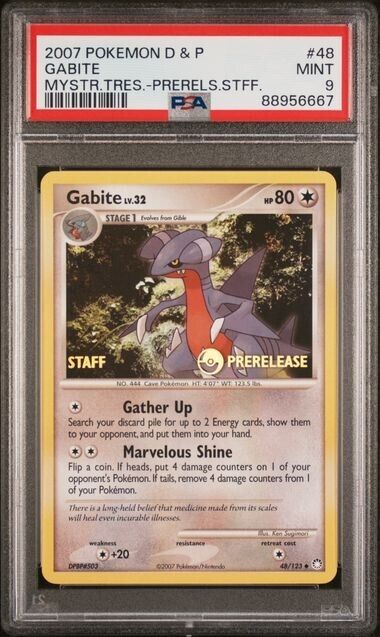 2007 POKEMON D & P #48
GABITE MINT
MYSTR.TRES.-PRERELS.STFF. 9
PSA 88956667
Gabite LV.32 HP 80
STAGE 1 Evolves from Gible
STAFF PRERELEASE
NO. 444 Cave Pokémon HT: 4'07" WT: 123.5 lbs.
Gather Up
Search your discard pile for up to 2 Energy cards, show them
to your opponent, and put them into your hand.
Marvelous Shine
Flip a coin. If heads, put 4 damage counters on 1 of your
opponent's Pokémon. If tails, remove 4 damage counters from 1
of your Pokémon.
There is a long-held belief that medicine made from its scales
will heal even incurable illnesses.
Illus. Ken Sugimori
weakness resistance retreat cost
+20
DPBP#503 ©2007 Pokémon/Nintendo 48/123